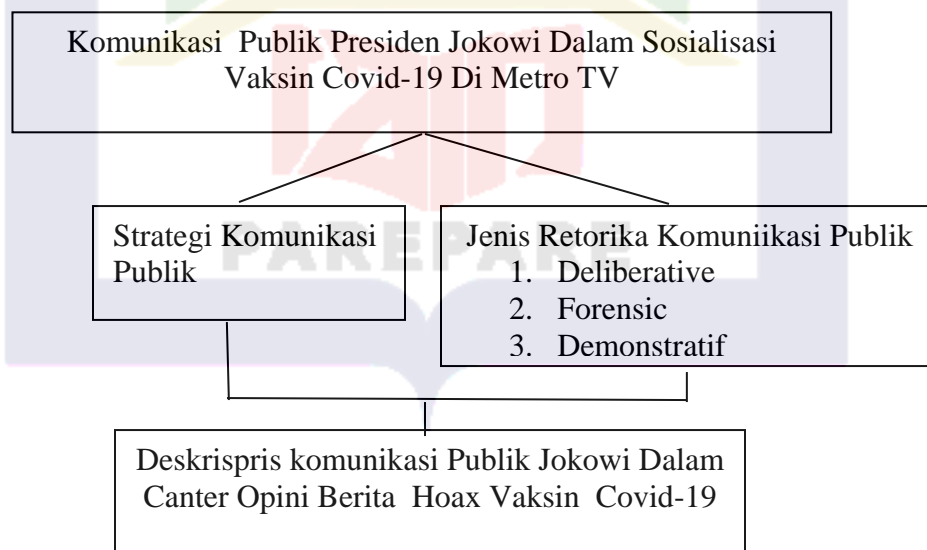 Komunikasi Publik Presiden Jokowi Dalam Sosialisasi
Vaksin Covid-19 Di Metro TV
Strategi Komunikasi
Publik
Jenis Retorika Komuniikasi Publik
1. Deliberative
2. Forensic
3. Demonstratif
PAREPARE
Deskrispris komunikasi Publik Jokowi Dalam
Canter Opini Berita Hoax Vaksin Covid-19